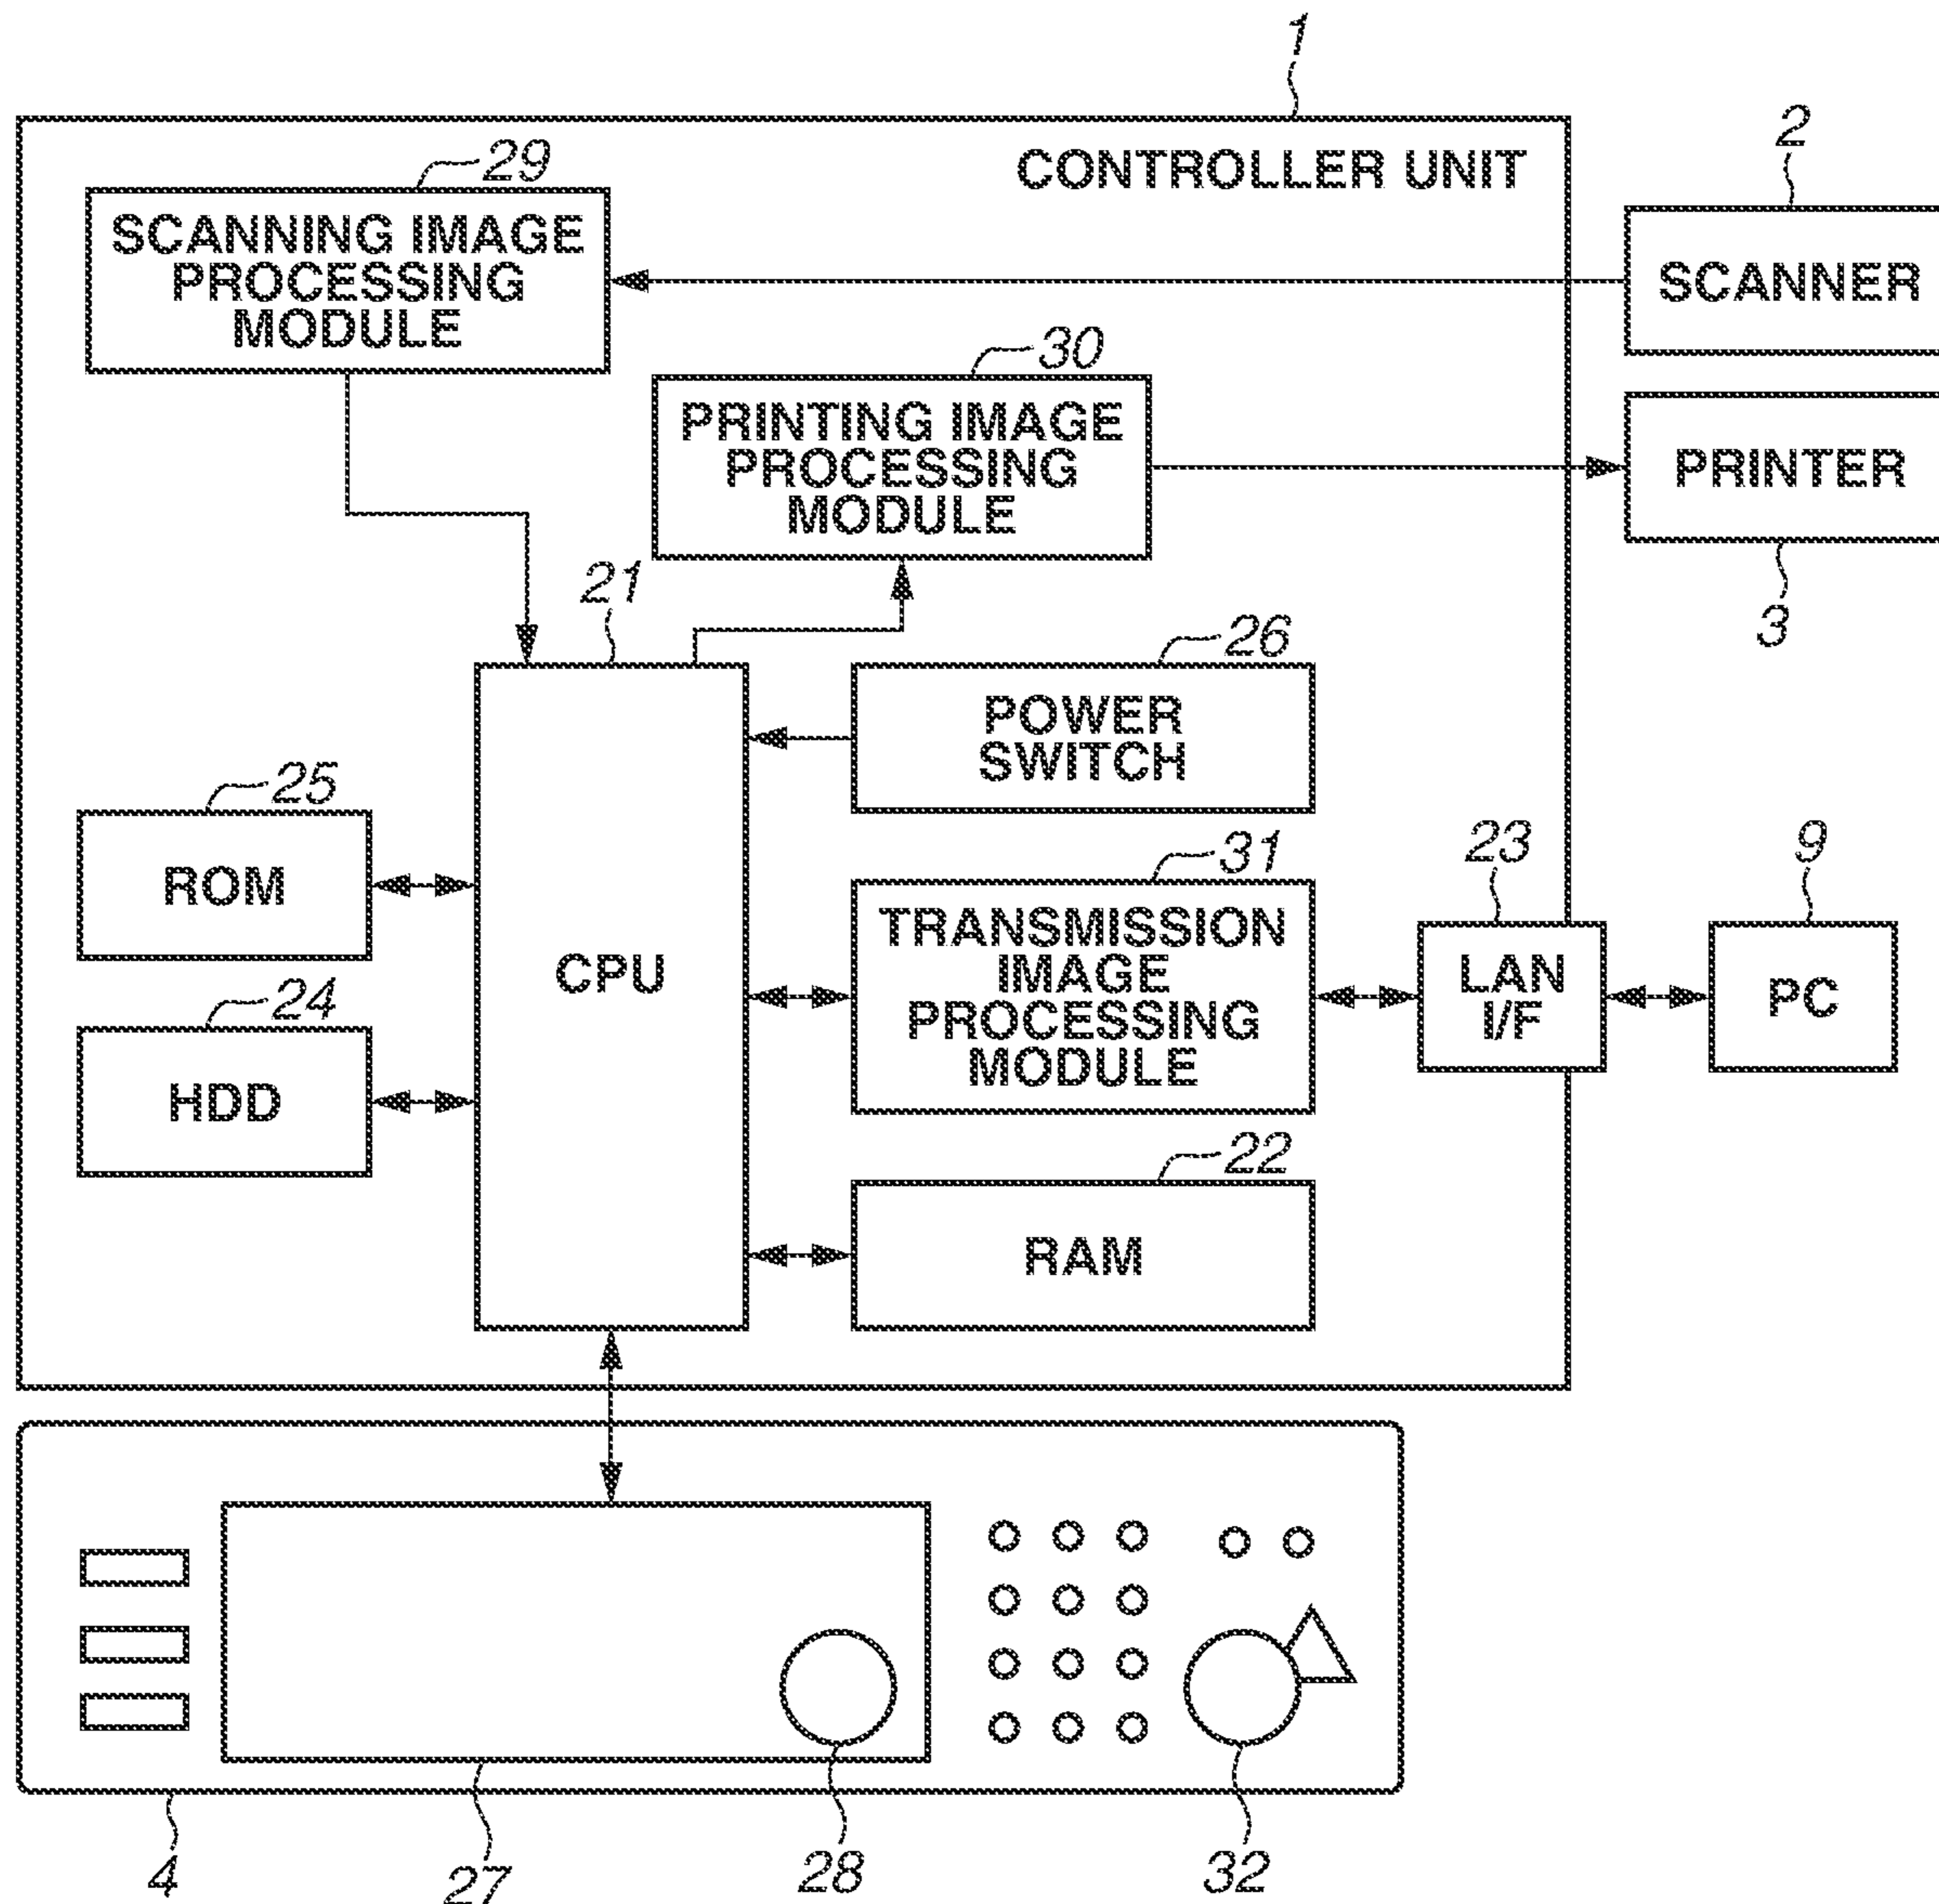 1
CONTROLLER UNIT
2
29
SCANNING IMAGE
PROCESSING
MODULE
SCANNER
30
PRINTING IMAGE
PROCESSING
MODULE
PRINTER
3
21
26
POWER
SWITCH
25
ROM
CPU
31
TRANSMISSION
IMAGE
PROCESSING
MODULE
23
LAN
I/F
9
PC
24
HDD
22
RAM
4
27
28
32